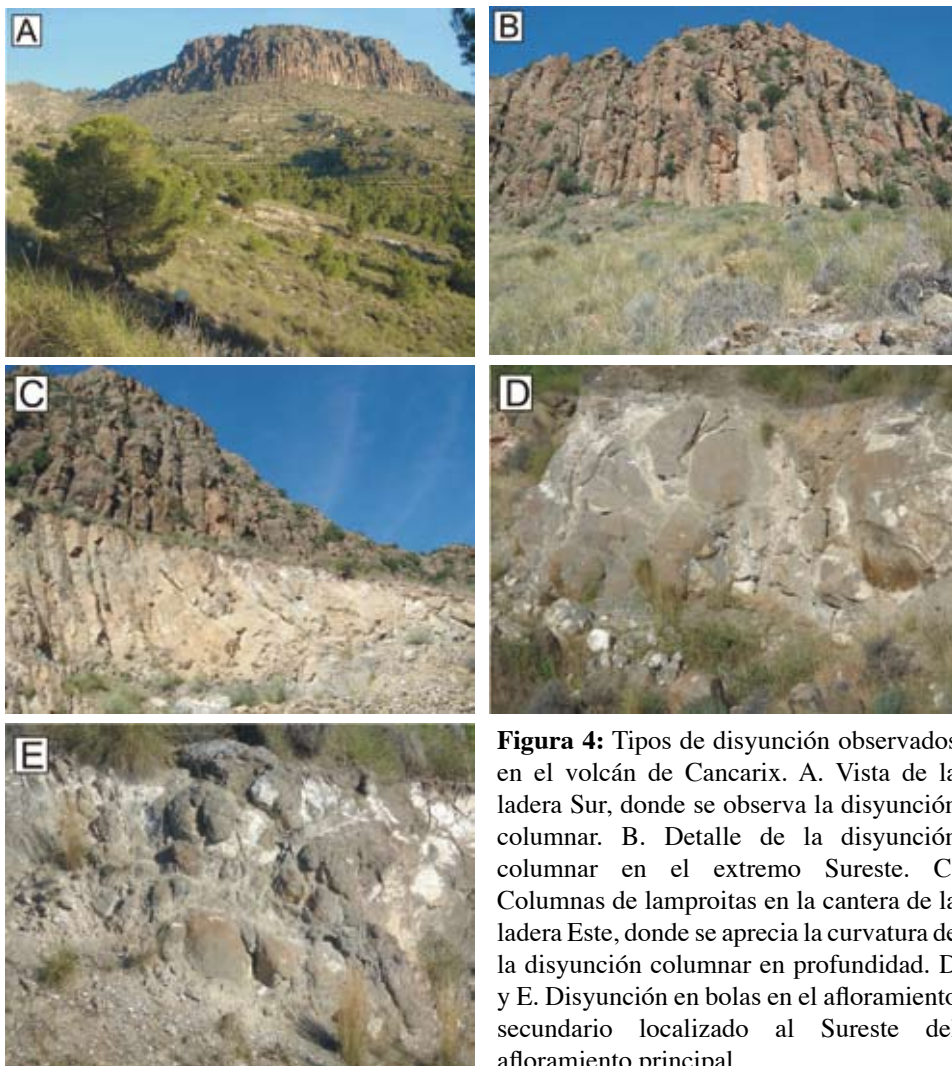 A
B
C
D
E
Figura 4: Tipos de disyunción observados
en el volcán de Cancarix. A. Vista de la
ladera Sur, donde se observa la disyunción
columnar. B. Detalle de la disyunción
columnar en el extremo Sureste. C.
Columnas de lamproitas en la cantera de la
ladera Este, donde se aprecia la curvatura de
la disyunción columnar en profundidad. D
y E. Disyunción en bolas en el afloramiento
secundario localizado al Sureste del
afloramiento principal